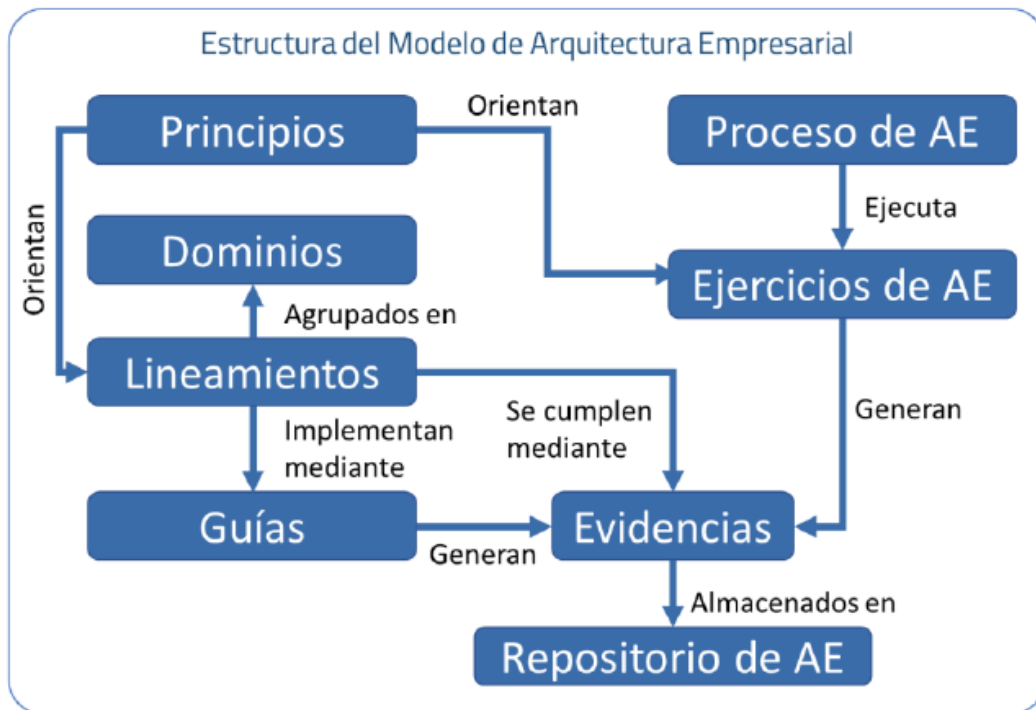 Estructura del Modelo de Arquitectura Empresarial
Principios
Orientan
Proceso de AE
Orientan
Ejecuta
Dominios
Ejercicios de AE
Agrupados en
Lineamientos
Generan
Implementan
mediante
Se cumplen
mediante
Guías
Generan
Evidencias
Almacenados en
Repositorio de AE